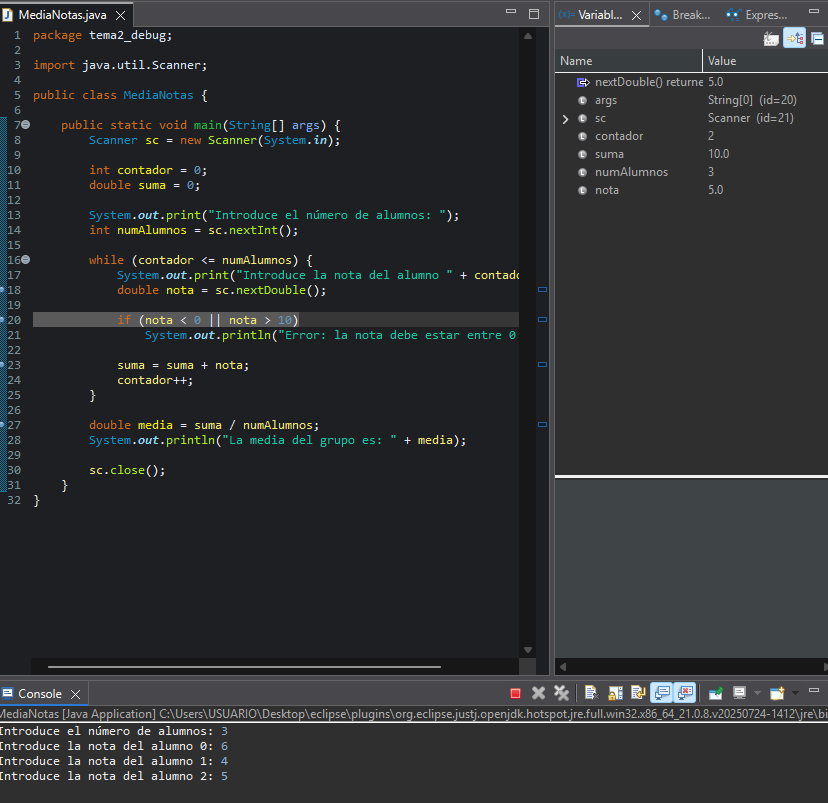 MediaNotas.java
1 package tema2_debug;
2
3 import java.util.Scanner;
4
5 public class MediaNotas {
6
7 public static void main(String[] args) {
8 Scanner sc = new Scanner(System.in);
9
10 int contador = 0;
11 double suma = 0;
12
13 System.out.print("Introduce el número de alumnos: ");
14 int numAlumnos = sc.nextInt();
15
16 while (contador <= numAlumnos) {
17 System.out.print("Introduce la nota del alumno " + contado
18 double nota = sc.nextDouble();
19
20 if (nota < 0 || nota > 10)
21 System.out.println("Error: la nota debe estar entre 0
22
23 suma = suma + nota;
24 contador++;
25 }
26
27 double media = suma / numAlumnos;
28 System.out.println("La media del grupo es: " + media);
29
30 sc.close();
31 }
32 }
(x)= Variabl... Break... Expres...
Name Value
nextDouble() returne 5.0
args String[0] (id=20)
sc Scanner (id=21)
contador 2
suma 10.0
numAlumnos 3
nota 5.0
Console
MediaNotas [Java Application] C:\Users\USUARIO\Desktop\eclipse\plugins\org.eclipse.justj.openjdk.hotspot.jre.full.win32.x86_64_21.0.8.v20250724-1412\jre\bi
Introduce el número de alumnos: 3
Introduce la nota del alumno 0: 6
Introduce la nota del alumno 1: 4
Introduce la nota del alumno 2: 5